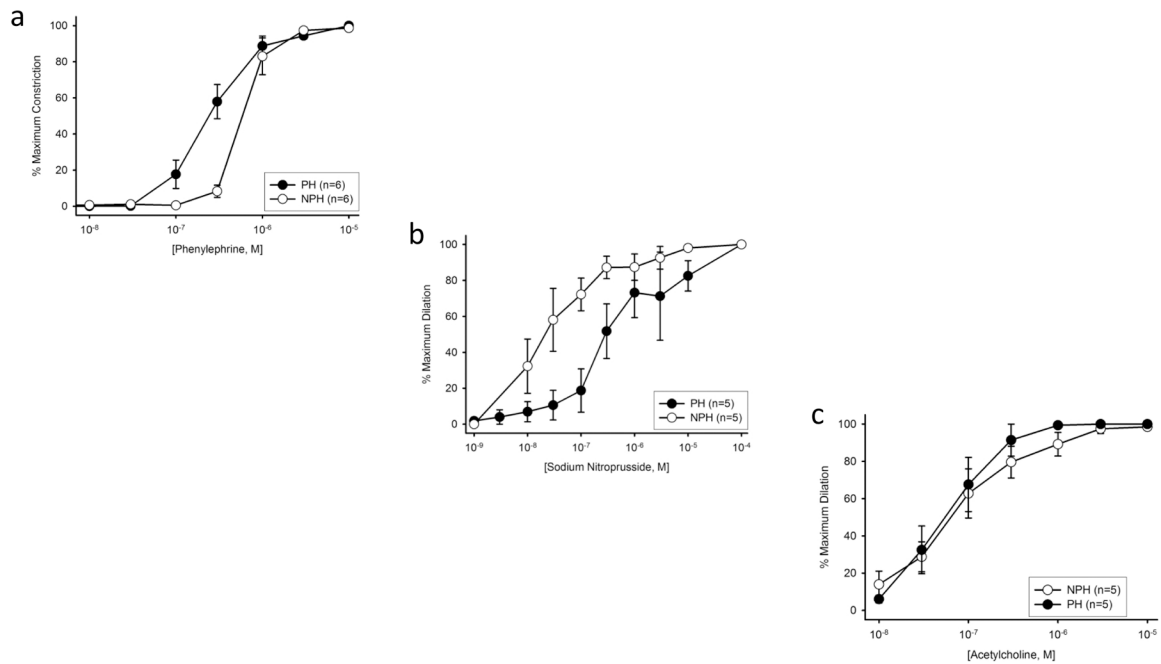 a
% Maximum Constriction
100
80
60
40
20
0
PH (n=6)
NPH (n=6)
10⁻⁸
10⁻⁷
10⁻⁶
10⁻⁵
[Phenylephrine, M]
b
% Maximum Dilation
100
80
60
40
20
0
PH (n=5)
NPH (n=5)
10⁻⁹
10⁻⁸
10⁻⁷
10⁻⁶
10⁻⁵
10⁻⁴
[Sodium Nitroprusside, M]
c
% Maximum Dilation
100
80
60
40
20
0
NPH (n=5)
PH (n=5)
10⁻⁸
10⁻⁷
10⁻⁶
10⁻⁵
[Acetylcholine, M]